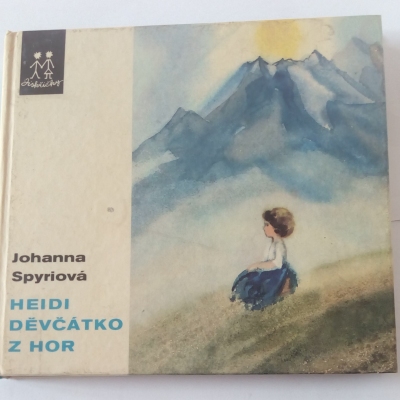 Johanna
Spyriová
HEIDI
DĚVČÁTKO
Z HOR